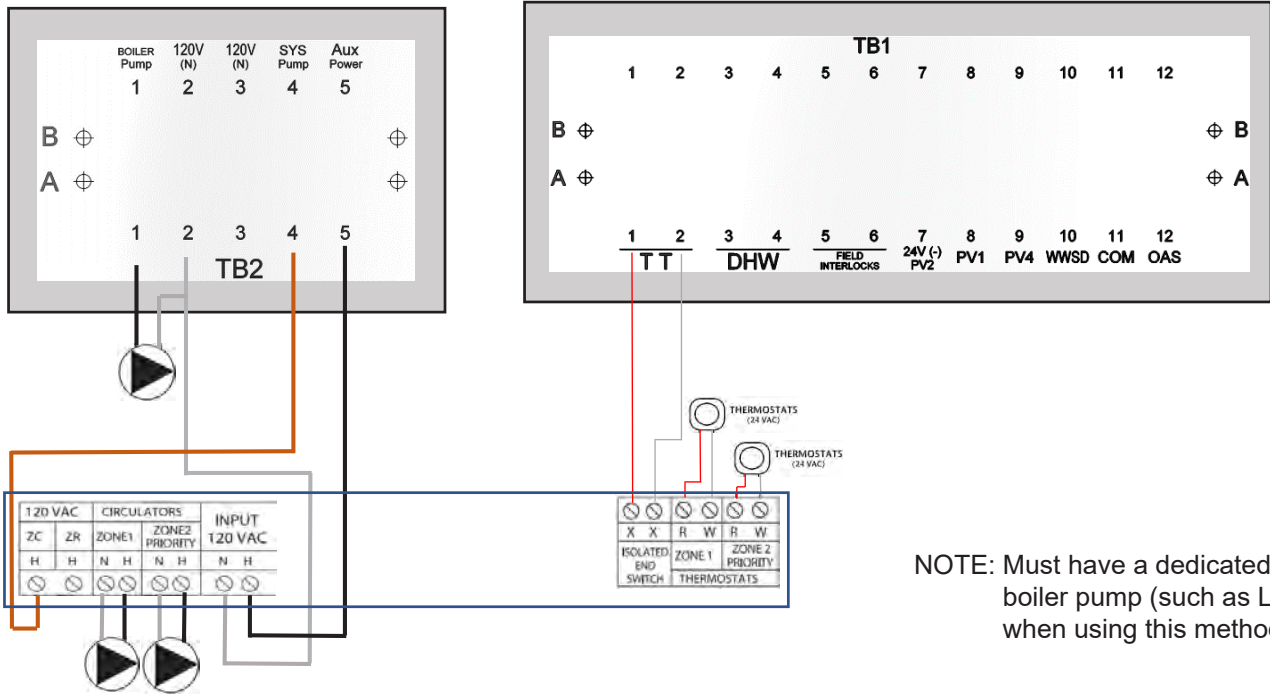 BOILER 120V 120V SYS Aux
Pump (N) (N) Pump Power
1 2 3 4 5
B
A
1 2 3 4 5
TB2
TB1
1 2 3 4 5 6 7 8 9 10 11 12
B B
A A
1 2 3 4 5 6 7 8 9 10 11 12
T T DHW FIELD INTERLOCKS 24V (-) PV2 PV1 PV4 WWSD COM OAS
THERMOSTATS
(24 VAC)
THERMOSTATS
(24 VAC)
120 VAC CIRCULATORS INPUT 120 VAC
ZC ZR ZONE1 ZONE2 PRIORITY
H H N H N H N H
X X R W R W
ISOLATED END SWITCH ZONE 1 ZONE 2 PRIORITY
THERMOSTATS
NOTE: Must have a dedicated
boiler pump (such as L
when using this metho